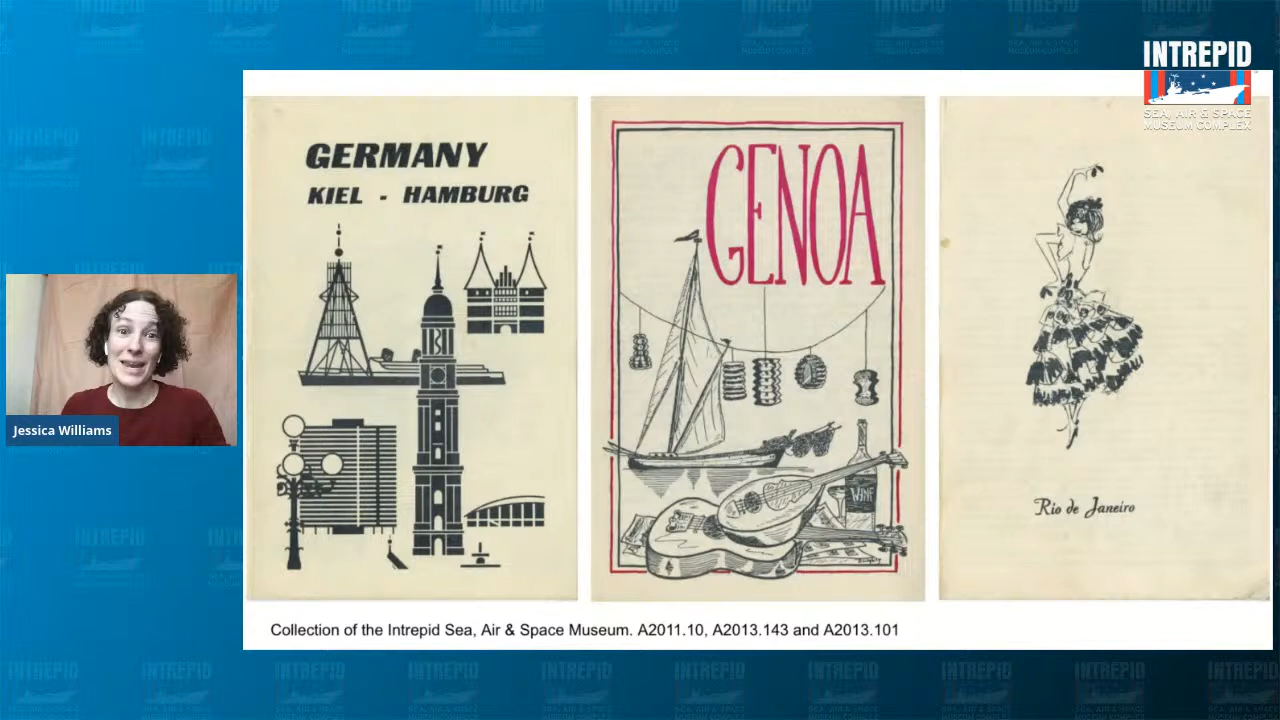 INTREPID
SEA, AIR & SPACE
MUSEUM COMPLEX
GERMANY
KIEL - HAMBURG
GENOA
WINE
Rio de Janeiro
Jessica Williams
Collection of the Intrepid Sea, Air & Space Museum. A2011.10, A2013.143 and A2013.101